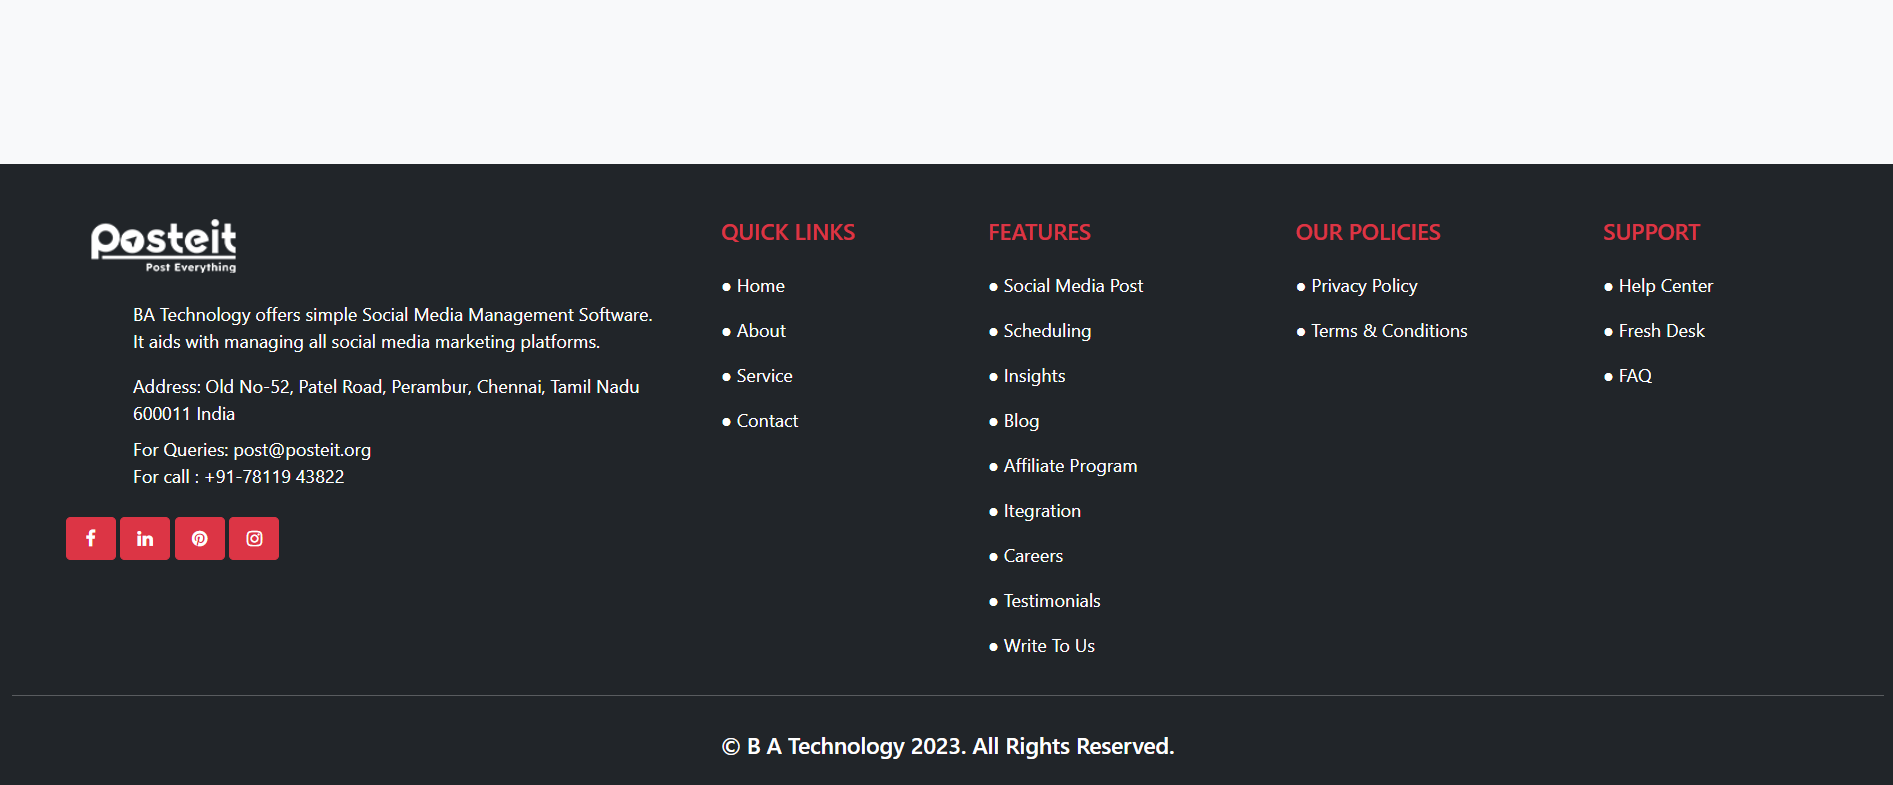 Posteit
Post Everything
BA Technology offers simple Social Media Management Software.
It aids with managing all social media marketing platforms.
Address: Old No-52, Patel Road, Perambur, Chennai, Tamil Nadu
600011 India
For Queries: post@posteit.org
For call : +91-78119 43822
QUICK LINKS
● Home
● About
● Service
● Contact
FEATURES
● Social Media Post
● Scheduling
● Insights
● Blog
● Affiliate Program
● Itegration
● Careers
● Testimonials
● Write To Us
OUR POLICIES
● Privacy Policy
● Terms & Conditions
SUPPORT
● Help Center
● Fresh Desk
● FAQ
© B A Technology 2023. All Rights Reserved.